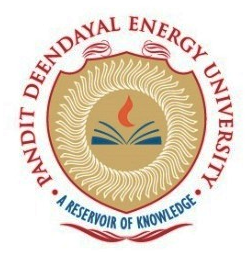 PANDIT DEENDAYAL ENERGY UNIVERSITY
• A RESERVOIR OF KNOWLEDGE •